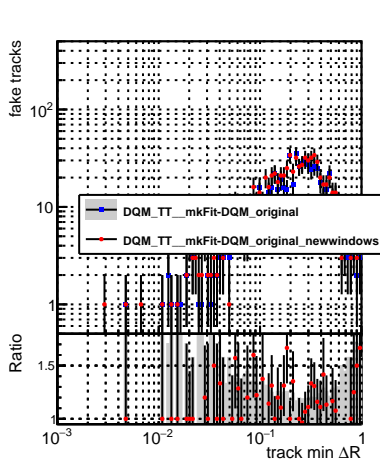 fake tracks
10²
10
1
DQM_TT__mkFit-DQM_original
DQM_TT__mkFit-DQM_original_newwindows
Ratio
1.5
1
10⁻³
10⁻²
10⁻¹
1
track min ΔR